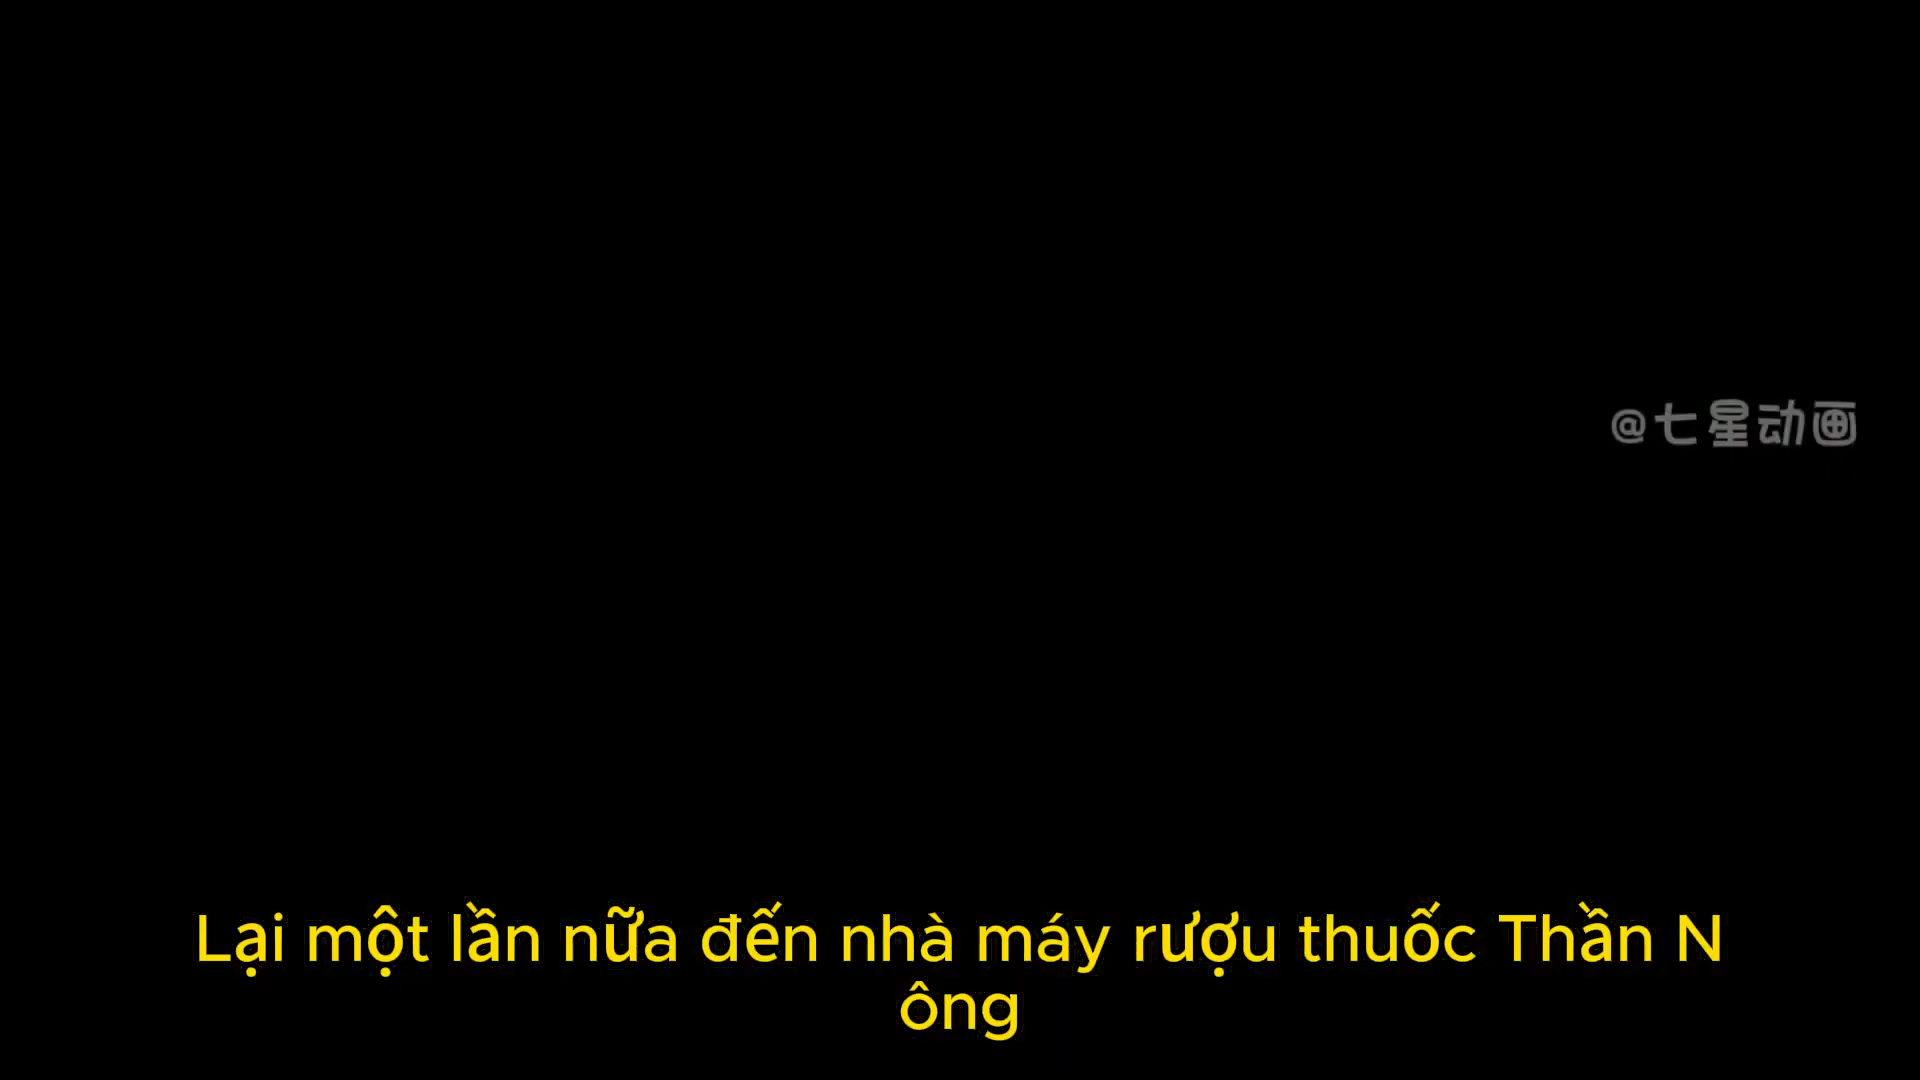 @七星动画
Lại một lần nữa đến nhà máy rượu thuốc Thần N
ông